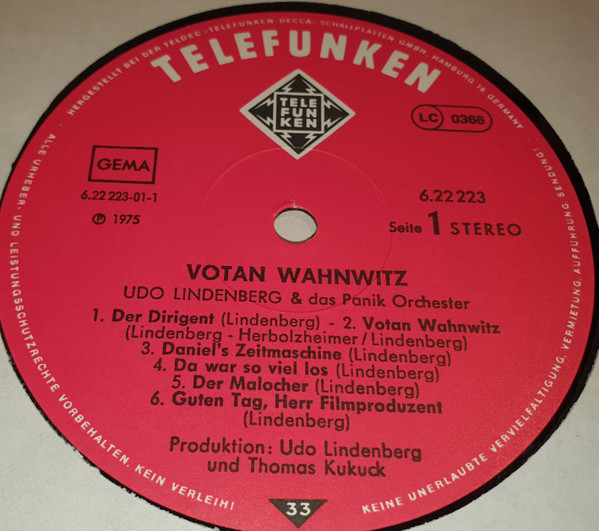 HERGESTELLT BEI DER TELDEC »TELEFUNKEN-DECCA« SCHALLPLATTEN GMBH · HAMBURG 19, GERMANY ·
TELEFUNKEN
TELE
FUN
KEN
LC 0366
GEMA
6.22 223-01-1
Ⓟ 1975
6.22 223
Seite 1 STEREO
VOTAN WAHNWITZ
UDO LINDENBERG & das Panik Orchester
1. Der Dirigent (Lindenberg) - 2. Votan Wahnwitz
(Lindenberg - Herbolzheimer/Lindenberg)
3. Daniel's Zeitmaschine (Lindenberg)
4. Da war so viel los (Lindenberg)
5. Der Malocher (Lindenberg)
6. Guten Tag, Herr Filmproduzent
(Lindenberg)
Produktion: Udo Lindenberg
und Thomas Kukuck
33
· ALLE URHEBER- UND LEISTUNGSSCHUTZRECHTE VORBEHALTEN. KEIN VERLEIH!
KEINE UNERLAUBTE VERVIELFÄLTIGUNG, VERMIETUNG, AUFFÜHRUNG, SENDUNG!